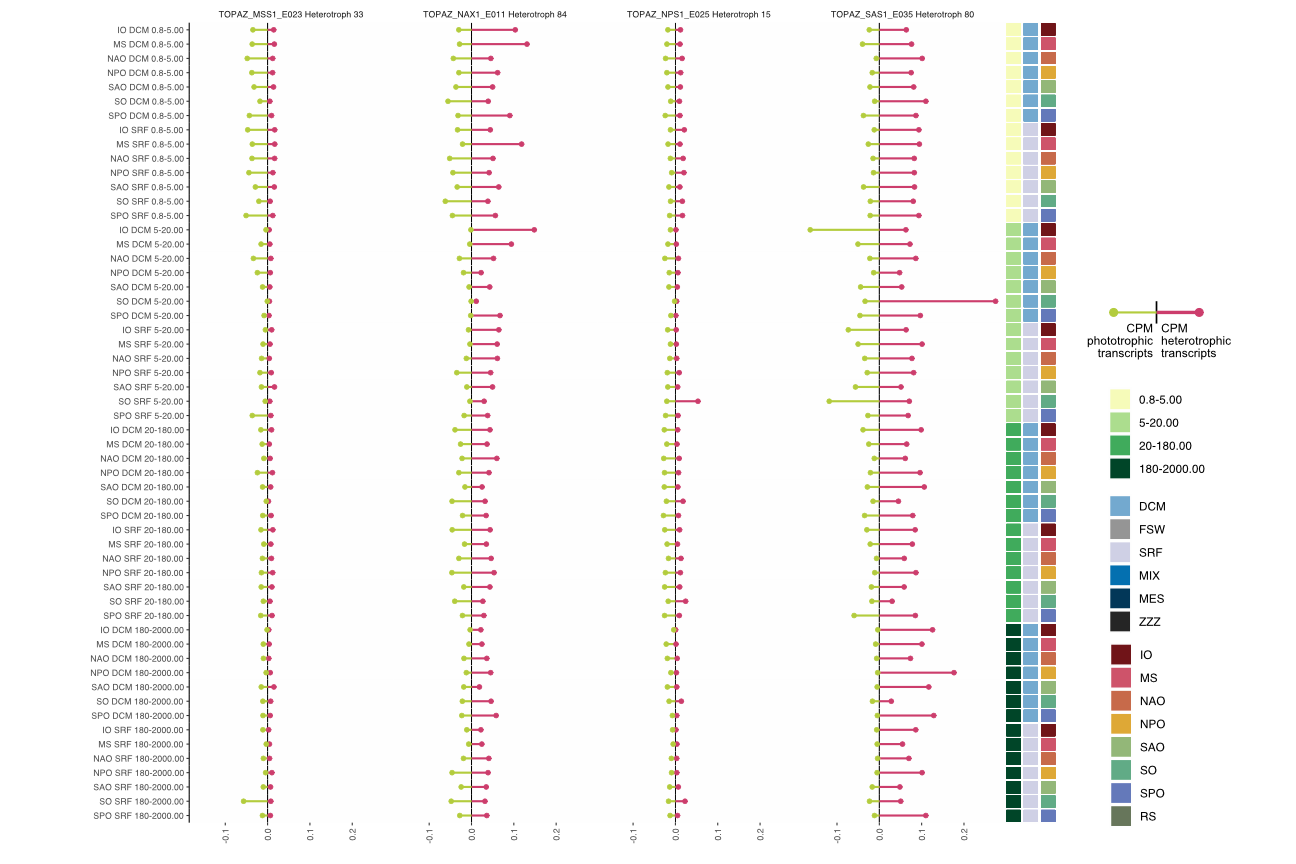 TOPAZ_MSS1_E023 Heterotroph 33
TOPAZ_NAX1_E011 Heterotroph 84
TOPAZ_NPS1_E025 Heterotroph 15
TOPAZ_SAS1_E035 Heterotroph 80
IO DCM 0.8-5.00
MS DCM 0.8-5.00
NAO DCM 0.8-5.00
NPO DCM 0.8-5.00
SAO DCM 0.8-5.00
SO DCM 0.8-5.00
SPO DCM 0.8-5.00
IO SRF 0.8-5.00
MS SRF 0.8-5.00
NAO SRF 0.8-5.00
NPO SRF 0.8-5.00
SAO SRF 0.8-5.00
SO SRF 0.8-5.00
SPO SRF 0.8-5.00
IO DCM 5-20.00
MS DCM 5-20.00
NAO DCM 5-20.00
NPO DCM 5-20.00
SAO DCM 5-20.00
SO DCM 5-20.00
SPO DCM 5-20.00
IO SRF 5-20.00
MS SRF 5-20.00
NAO SRF 5-20.00
NPO SRF 5-20.00
SAO SRF 5-20.00
SO SRF 5-20.00
SPO SRF 5-20.00
IO DCM 20-180.00
MS DCM 20-180.00
NAO DCM 20-180.00
NPO DCM 20-180.00
SAO DCM 20-180.00
SO DCM 20-180.00
SPO DCM 20-180.00
IO SRF 20-180.00
MS SRF 20-180.00
NAO SRF 20-180.00
NPO SRF 20-180.00
SAO SRF 20-180.00
SO SRF 20-180.00
SPO SRF 20-180.00
IO DCM 180-2000.00
MS DCM 180-2000.00
NAO DCM 180-2000.00
NPO DCM 180-2000.00
SAO DCM 180-2000.00
SO DCM 180-2000.00
SPO DCM 180-2000.00
IO SRF 180-2000.00
MS SRF 180-2000.00
NAO SRF 180-2000.00
NPO SRF 180-2000.00
SAO SRF 180-2000.00
SO SRF 180-2000.00
SPO SRF 180-2000.00
-0.1 0.0 0.1 0.2
-0.1 0.0 0.1 0.2
-0.1 0.0 0.1 0.2
-0.1 0.0 0.1 0.2
CPM phototrophic transcripts
CPM heterotrophic transcripts
0.8-5.00
5-20.00
20-180.00
180-2000.00
DCM
FSW
SRF
MIX
MES
ZZZ
IO
MS
NAO
NPO
SAO
SO
SPO
RS